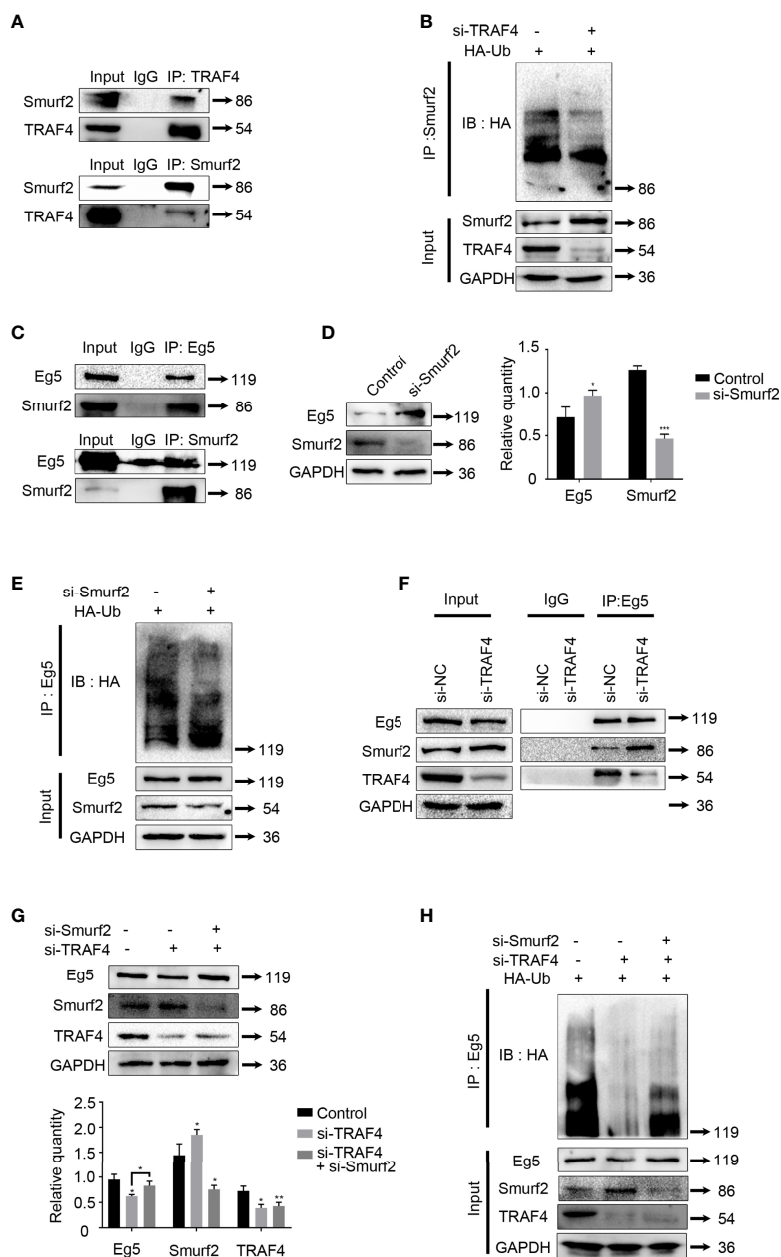 A
Input IgG IP: TRAF4
Smurf2 86
TRAF4 54
Input IgG IP: Smurf2
Smurf2 86
TRAF4 54
B
si-TRAF4 - +
HA-Ub + +
IP :Smurf2
IB : HA
86
Input
Smurf2 86
TRAF4 54
GAPDH 36
C
Input IgG IP: Eg5
Eg5 119
Smurf2 86
Input IgG IP: Smurf2
Eg5 119
Smurf2 86
D
Control si-Smurf2
Eg5 119
Smurf2 86
GAPDH 36
Relative quantity
1.5
1.0
0.5
0
*
***
Eg5 Smurf2
Control
si-Smurf2
E
si-Smurf2 - +
HA-Ub + +
IP : Eg5
IB : HA
119
Input
Eg5 119
Smurf2 54
GAPDH 36
F
Input IgG IP:Eg5
si-NC si-TRAF4 si-NC si-TRAF4 si-NC si-TRAF4
Eg5 119
Smurf2 86
TRAF4 54
GAPDH 36
G
si-Smurf2 - - +
si-TRAF4 - + +
Eg5 119
Smurf2 86
TRAF4 54
GAPDH 36
Relative quantity
2.5
2.0
1.5
1.0
0.5
0
* * * * * **
Eg5 Smurf2 TRAF4
Control
si-TRAF4
si-TRAF4
+ si-Smurf2
H
si-Smurf2 - - +
si-TRAF4 - + +
HA-Ub + + +
IP : Eg5
IB : HA
119
Input
Eg5 119
Smurf2 86
TRAF4 54
GAPDH 36